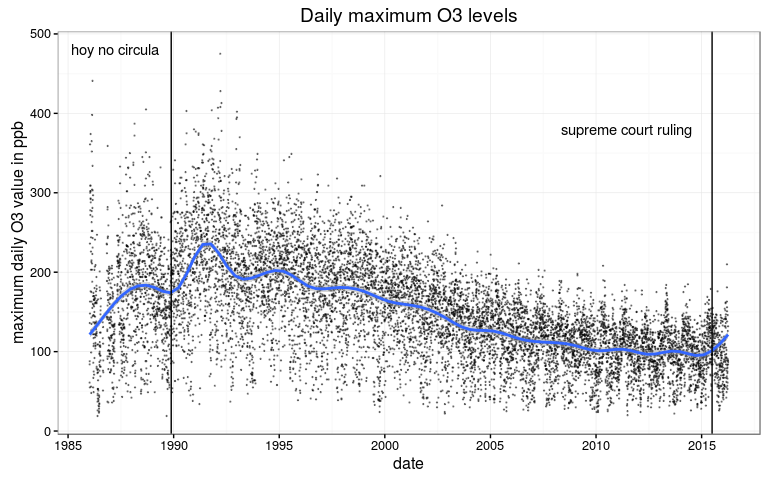 Daily maximum O3 levels
maximum daily O3 value in ppb
500
400
300
200
100
0
hoy no circula
supreme court ruling
1985 1990 1995 2000 2005 2010 2015
date